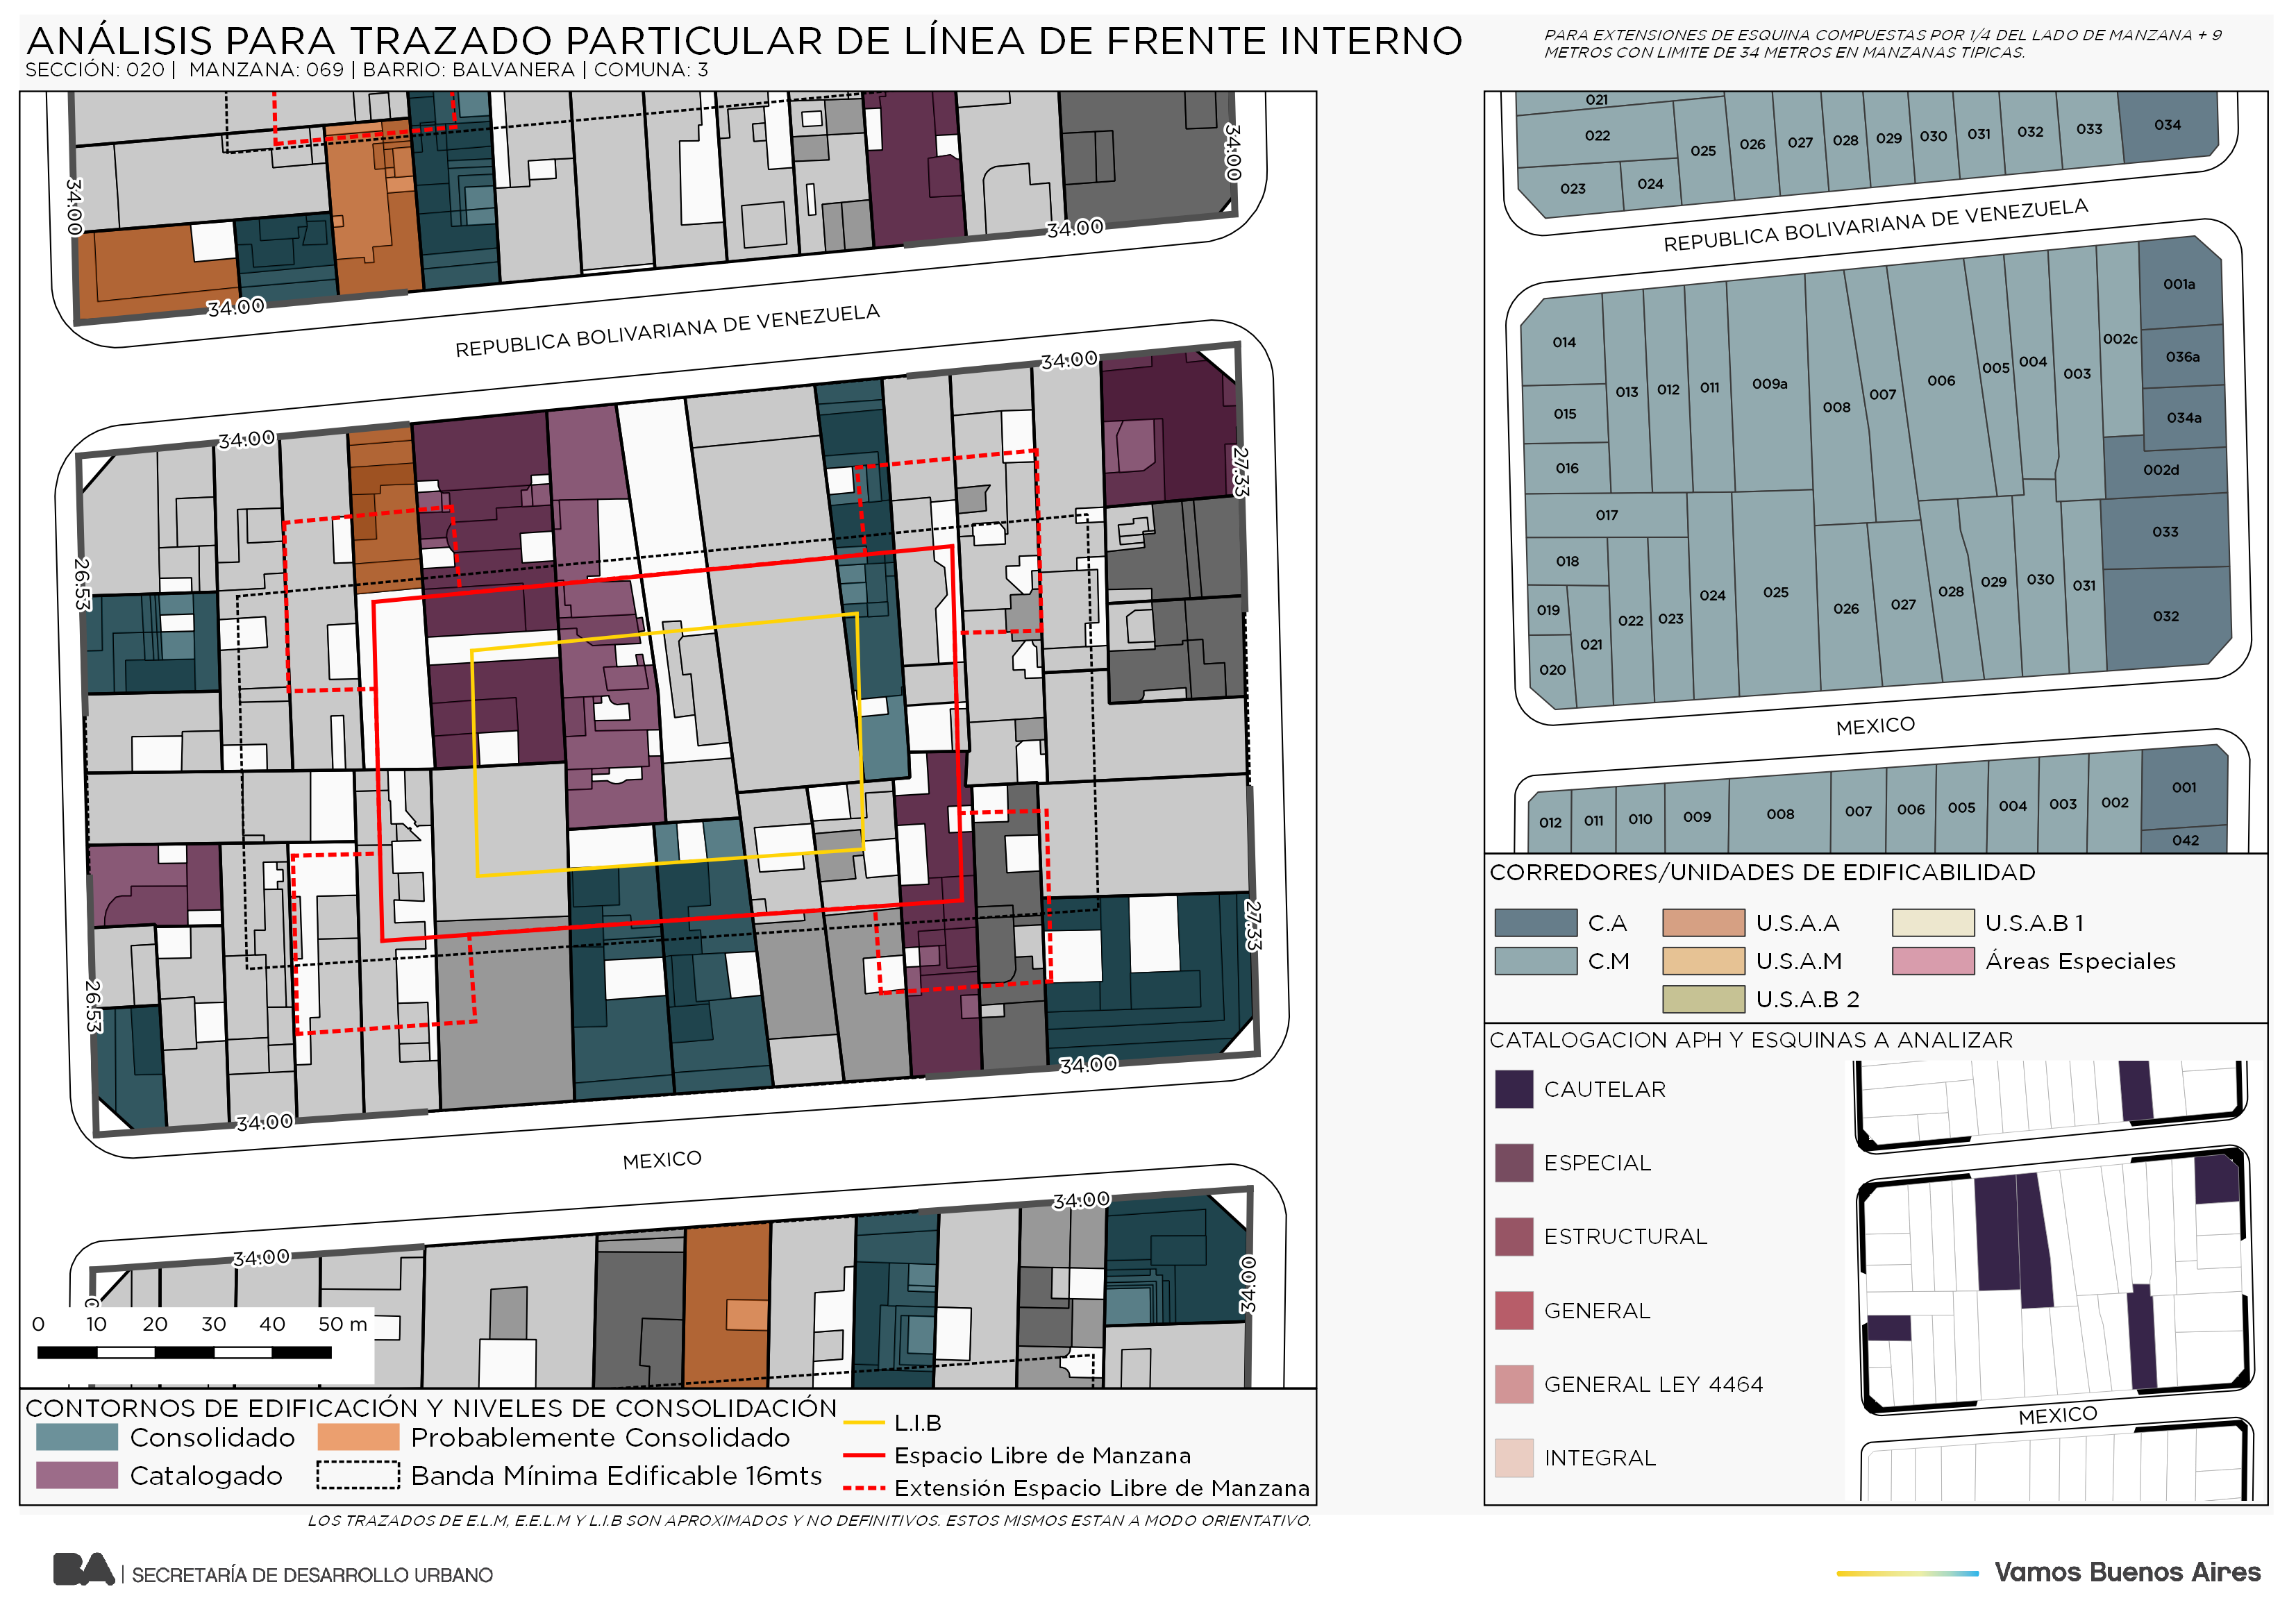 ANÁLISIS PARA TRAZADO PARTICULAR DE LÍNEA DE FRENTE INTERNO
SECCIÓN: 020 | MANZANA: 069 | BARRIO: BALVANERA | COMUNA: 3
PARA EXTENSIONES DE ESQUINA COMPUESTAS POR 1/4 DEL LADO DE MANZANA + 9
METROS CON LIMITE DE 34 METROS EN MANZANAS TIPICAS.
34.00
34.00
34.00
34.00
REPUBLICA BOLIVARIANA DE VENEZUELA
34.00
34.00
27.33
26.53
27.33
26.53
34.00
34.00
MEXICO
34.00
34.00
34.00
0 10 20 30 40 50 m
CONTORNOS DE EDIFICACIÓN Y NIVELES DE CONSOLIDACIÓN
Consolidado
Probablemente Consolidado
Catalogado
Banda Mínima Edificable 16mts
L.I.B
Espacio Libre de Manzana
Extensión Espacio Libre de Manzana
LOS TRAZADOS DE E.L.M, E.E.L.M Y L.I.B SON APROXIMADOS Y NO DEFINITIVOS. ESTOS MISMOS ESTAN A MODO ORIENTATIVO.
021
022 025 026 027 028 029 030 031 032 033 034
023 024
REPUBLICA BOLIVARIANA DE VENEZUELA
014 013 012 011 009a 008 007 006 005 004 003 002c 001a
015 036a
016 034a
002d
017 033
018
019 021 022 023 024 025 026 027 028 029 030 031 032
020
MEXICO
012 011 010 009 008 007 006 005 004 003 002 001
042
CORREDORES/UNIDADES DE EDIFICABILIDAD
C.A U.S.A.A U.S.A.B 1
C.M U.S.A.M Áreas Especiales
U.S.A.B 2
CATALOGACION APH Y ESQUINAS A ANALIZAR
CAUTELAR
ESPECIAL
ESTRUCTURAL
GENERAL
GENERAL LEY 4464
INTEGRAL
MEXICO
BA | SECRETARÍA DE DESARROLLO URBANO
Vamos Buenos Aires